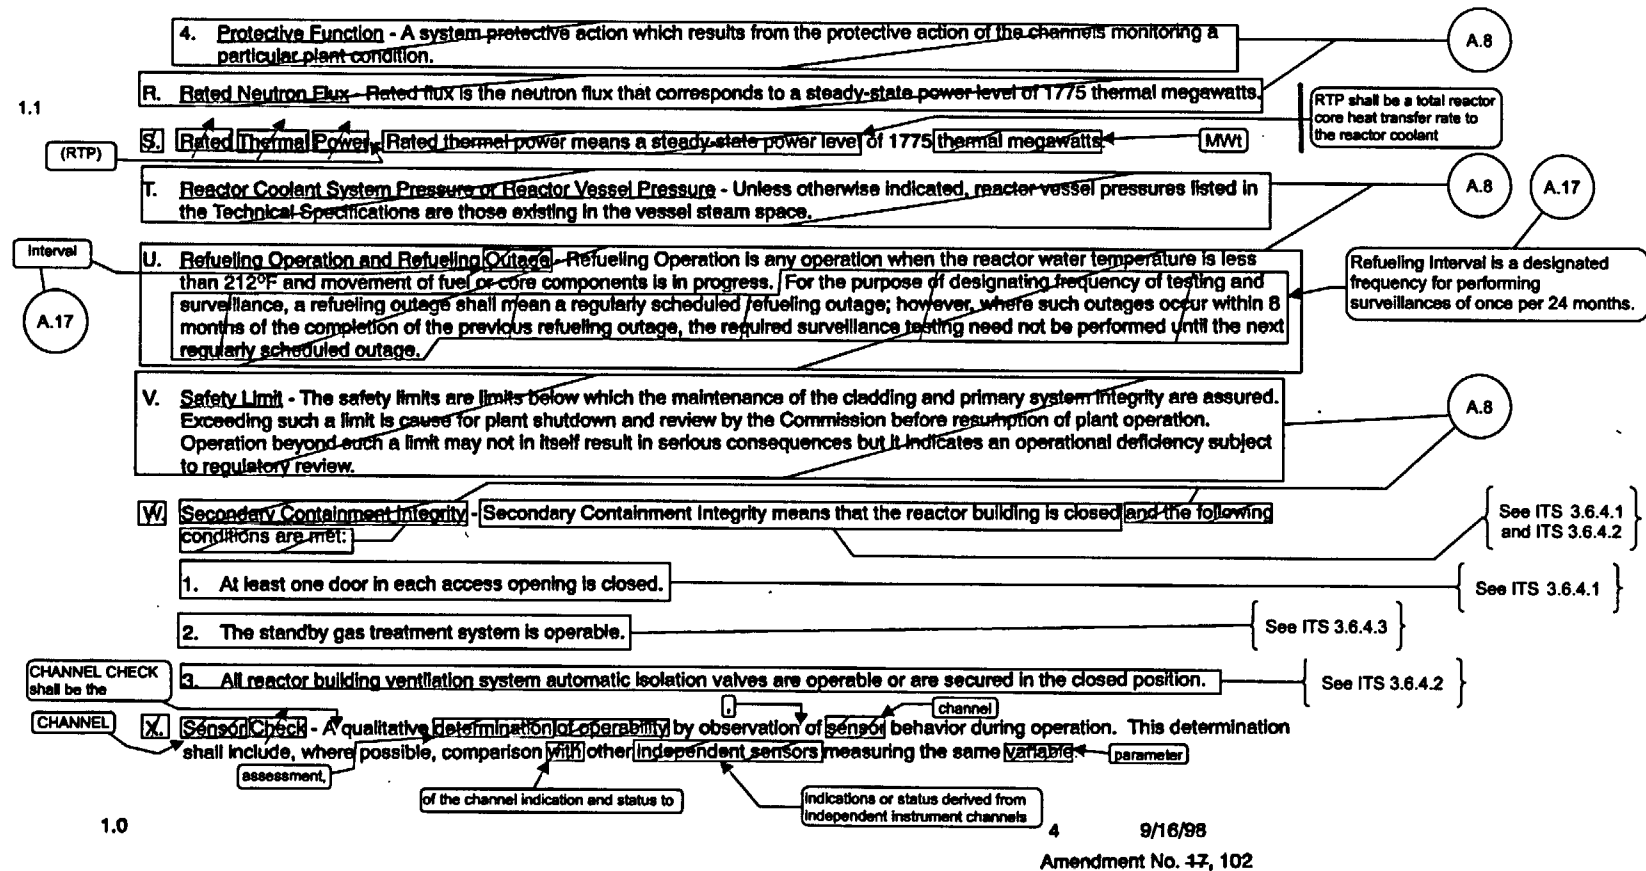 4. Protective Function - A system protective action which results from the protective action of the channels monitoring a
particular plant condition.
A.8
R. Rated Neutron Flux - Rated flux is the neutron flux that corresponds to a steady-state power level of 1775 thermal megawatts.
1.1
RTP shall be a total reactor
core heat transfer rate to
the reactor coolant
S. Rated Thermal Power - Rated thermal power means a steady-state power level of 1775 thermal megawatts.
MWt
(RTP)
T. Reactor Coolant System Pressure or Reactor Vessel Pressure - Unless otherwise indicated, reactor vessel pressures listed in
the Technical Specifications are those existing in the vessel steam space.
A.8
A.17
Interval
A.17
U. Refueling Operation and Refueling Outage - Refueling Operation is any operation when the reactor water temperature is less
than 212°F and movement of fuel or core components is in progress. For the purpose of designating frequency of testing and
surveillance, a refueling outage shall mean a regularly scheduled refueling outage; however, where such outages occur within 8
months of the completion of the previous refueling outage, the required surveillance testing need not be performed until the next
regularly scheduled outage.
Refueling Interval is a designated
frequency for performing
surveillances of once per 24 months.
V. Safety Limit - The safety limits are limits below which the maintenance of the cladding and primary system integrity are assured.
Exceeding such a limit is cause for plant shutdown and review by the Commission before resumption of plant operation.
Operation beyond such a limit may not in itself result in serious consequences but it indicates an operational deficiency subject
to regulatory review.
A.8
W. Secondary Containment Integrity - Secondary Containment Integrity means that the reactor building is closed and the following
conditions are met:
See ITS 3.6.4.1
and ITS 3.6.4.2
1. At least one door in each access opening is closed.
See ITS 3.6.4.1
2. The standby gas treatment system is operable.
See ITS 3.6.4.3
CHANNEL CHECK
shall be the
3. All reactor building ventilation system automatic isolation valves are operable or are secured in the closed position.
See ITS 3.6.4.2
CHANNEL
,
channel
X. Sensor Check - A qualitative determination of operability by observation of sensor behavior during operation. This determination
shall include, where possible, comparison with other independent sensors measuring the same variable.
parameter
assessment,
of the channel indication and status to
indications or status derived from
independent instrument channels
1.0
4
9/16/98
Amendment No. 17, 102